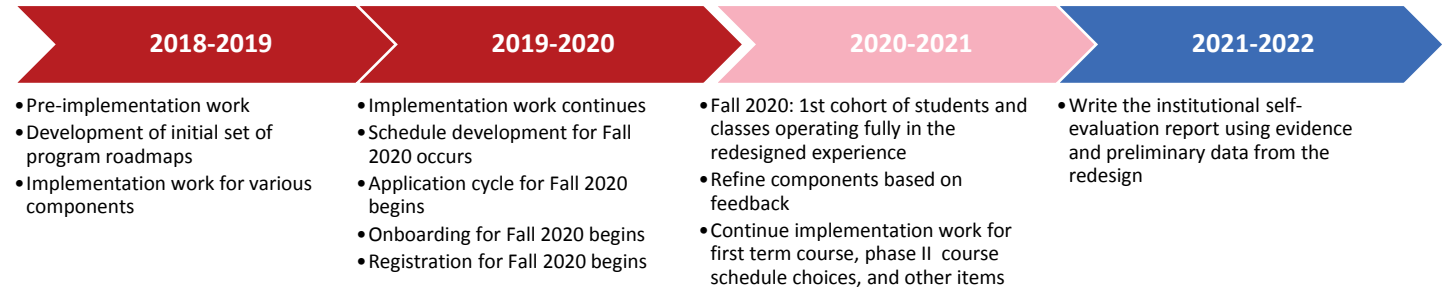 2018-2019
•Pre-implementation work
•Development of initial set of
program roadmaps
•Implementation work for various
components
2019-2020
•Implementation work continues
•Schedule development for Fall
2020 occurs
•Application cycle for Fall 2020
begins
•Onboarding for Fall 2020 begins
•Registration for Fall 2020 begins
2020-2021
•Fall 2020: 1st cohort of students and
classes operating fully in the
redesigned experience
•Refine components based on
feedback
•Continue implementation work for
first term course, phase II course
schedule choices, and other items
2021-2022
•Write the institutional self-
evaluation report using evidence
and preliminary data from the
redesign